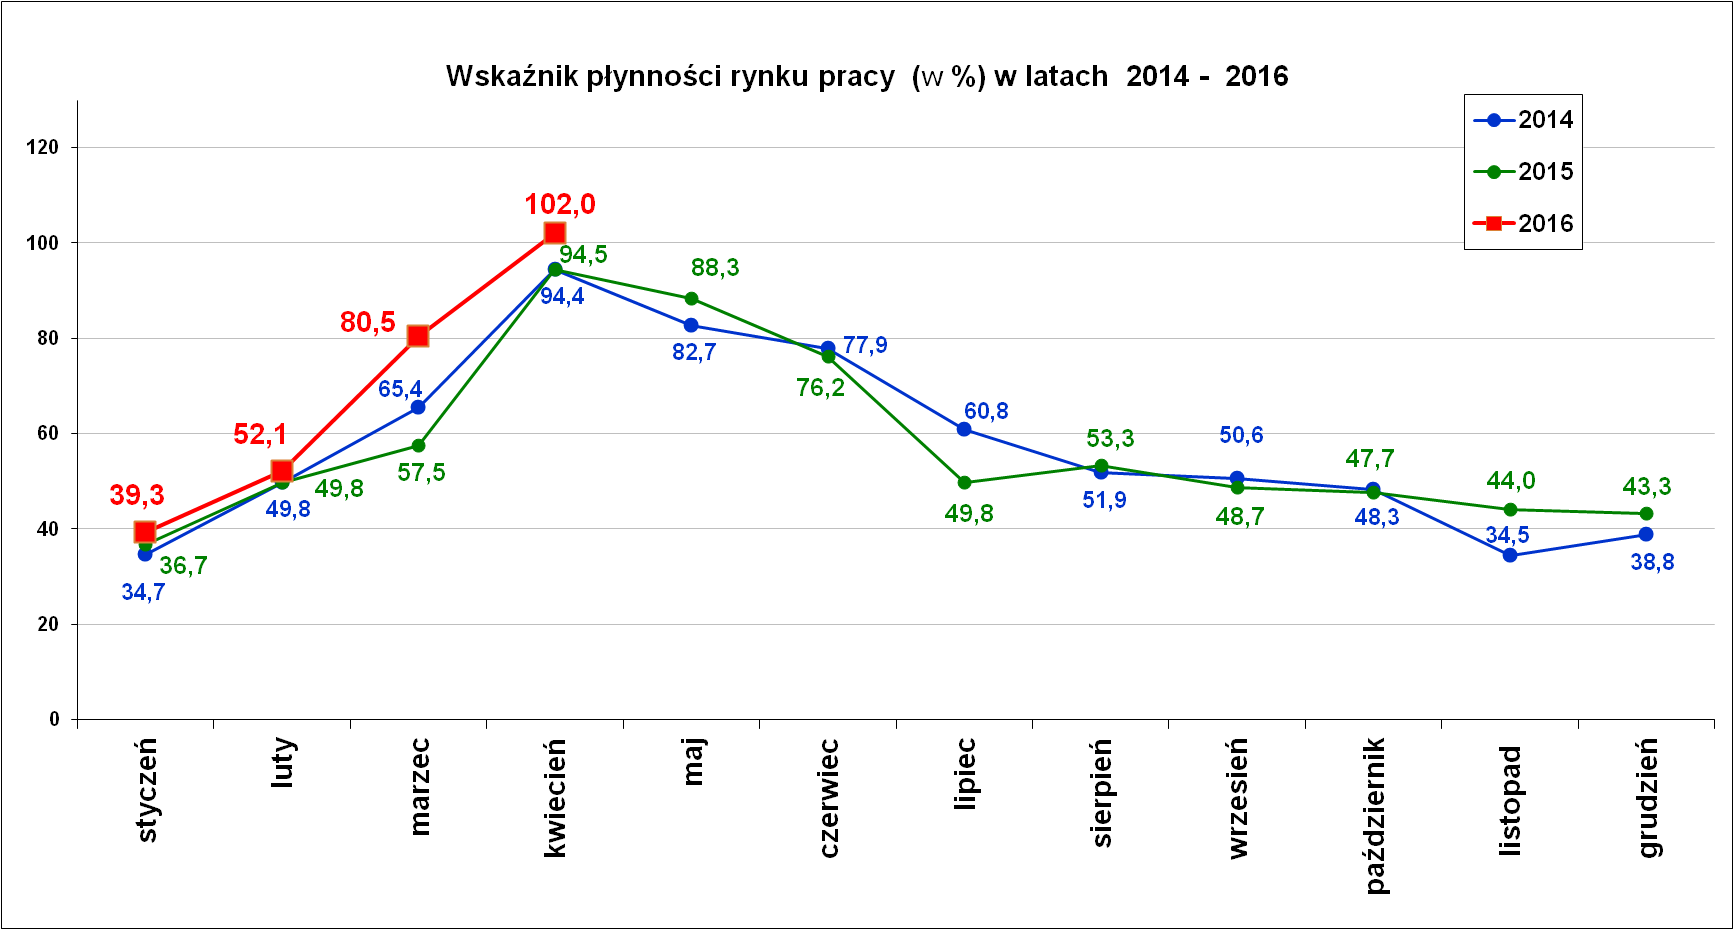 Wskaźnik płynności rynku pracy (w %) w latach 2014 - 2016
2014
2015
2016
120
100
80
60
40
20
0
102,0
94,5
94,4
88,3
82,7
80,5
77,9
76,2
65,4
60,8
57,5
52,1
49,8
49,8
39,3
36,7
34,7
49,8
53,3
51,9
50,6
48,7
47,7
48,3
44,0
34,5
43,3
38,8
styczeń
luty
marzec
kwiecień
maj
czerwiec
lipiec
sierpień
wrzesień
październik
listopad
grudzień